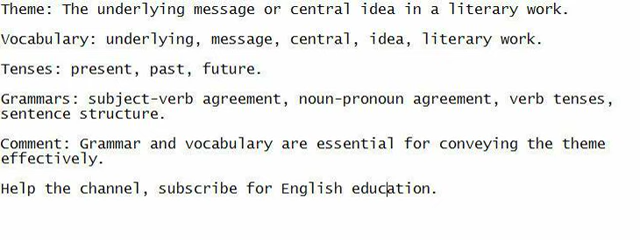 Theme: The underlying message or central idea in a literary work.
Vocabulary: underlying, message, central, idea, literary work.
Tenses: present, past, future.
Grammars: subject-verb agreement, noun-pronoun agreement, verb tenses,
sentence structure.
Comment: Grammar and vocabulary are essential for conveying the theme
effectively.
Help the channel, subscribe for English education.